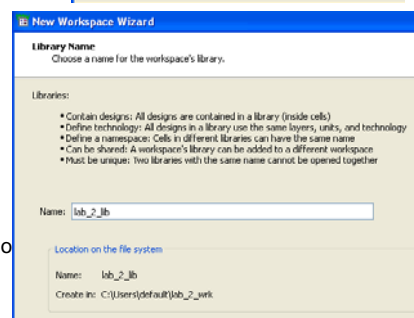 New Workspace Wizard
Library Name
Choose a name for the workspace's library.
Libraries:
• Contain designs: All designs are contained in a library (inside cells)
• Define technology: All designs in a library use the same layers, units, and technology
• Define a namespace: Cells in different libraries can have the same name
• Can be shared: A workspace's library can be added to a different workspace
• Must be unique: Two libraries with the same name cannot be opened together
Name: lab_2_lib
o
Location on the file system
Name: lab_2_lib
Create in: C:\Users\default\lab_2_wrk